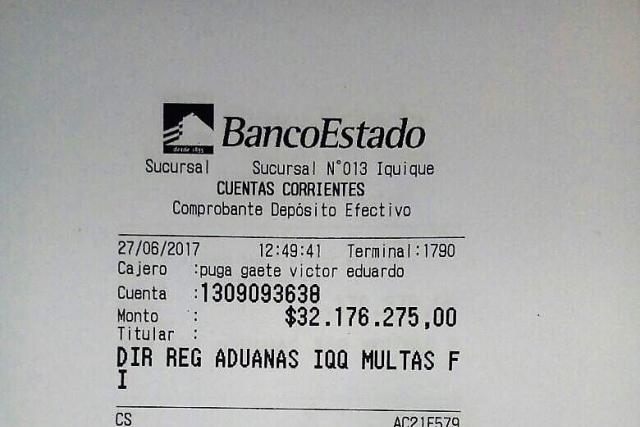 BancoEstado
desde 1855
Sucursal Sucursal N°013 Iquique
CUENTAS CORRIENTES
Comprobante Depósito Efectivo
27/06/2017 12:49:41 Terminal:1790
Cajero :puga gaete victor eduardo
Cuenta :1309093638
Monto : $32.176.275,00
Titular :
DIR REG ADUANAS IQQ MULTAS F
I
CS AC21F579